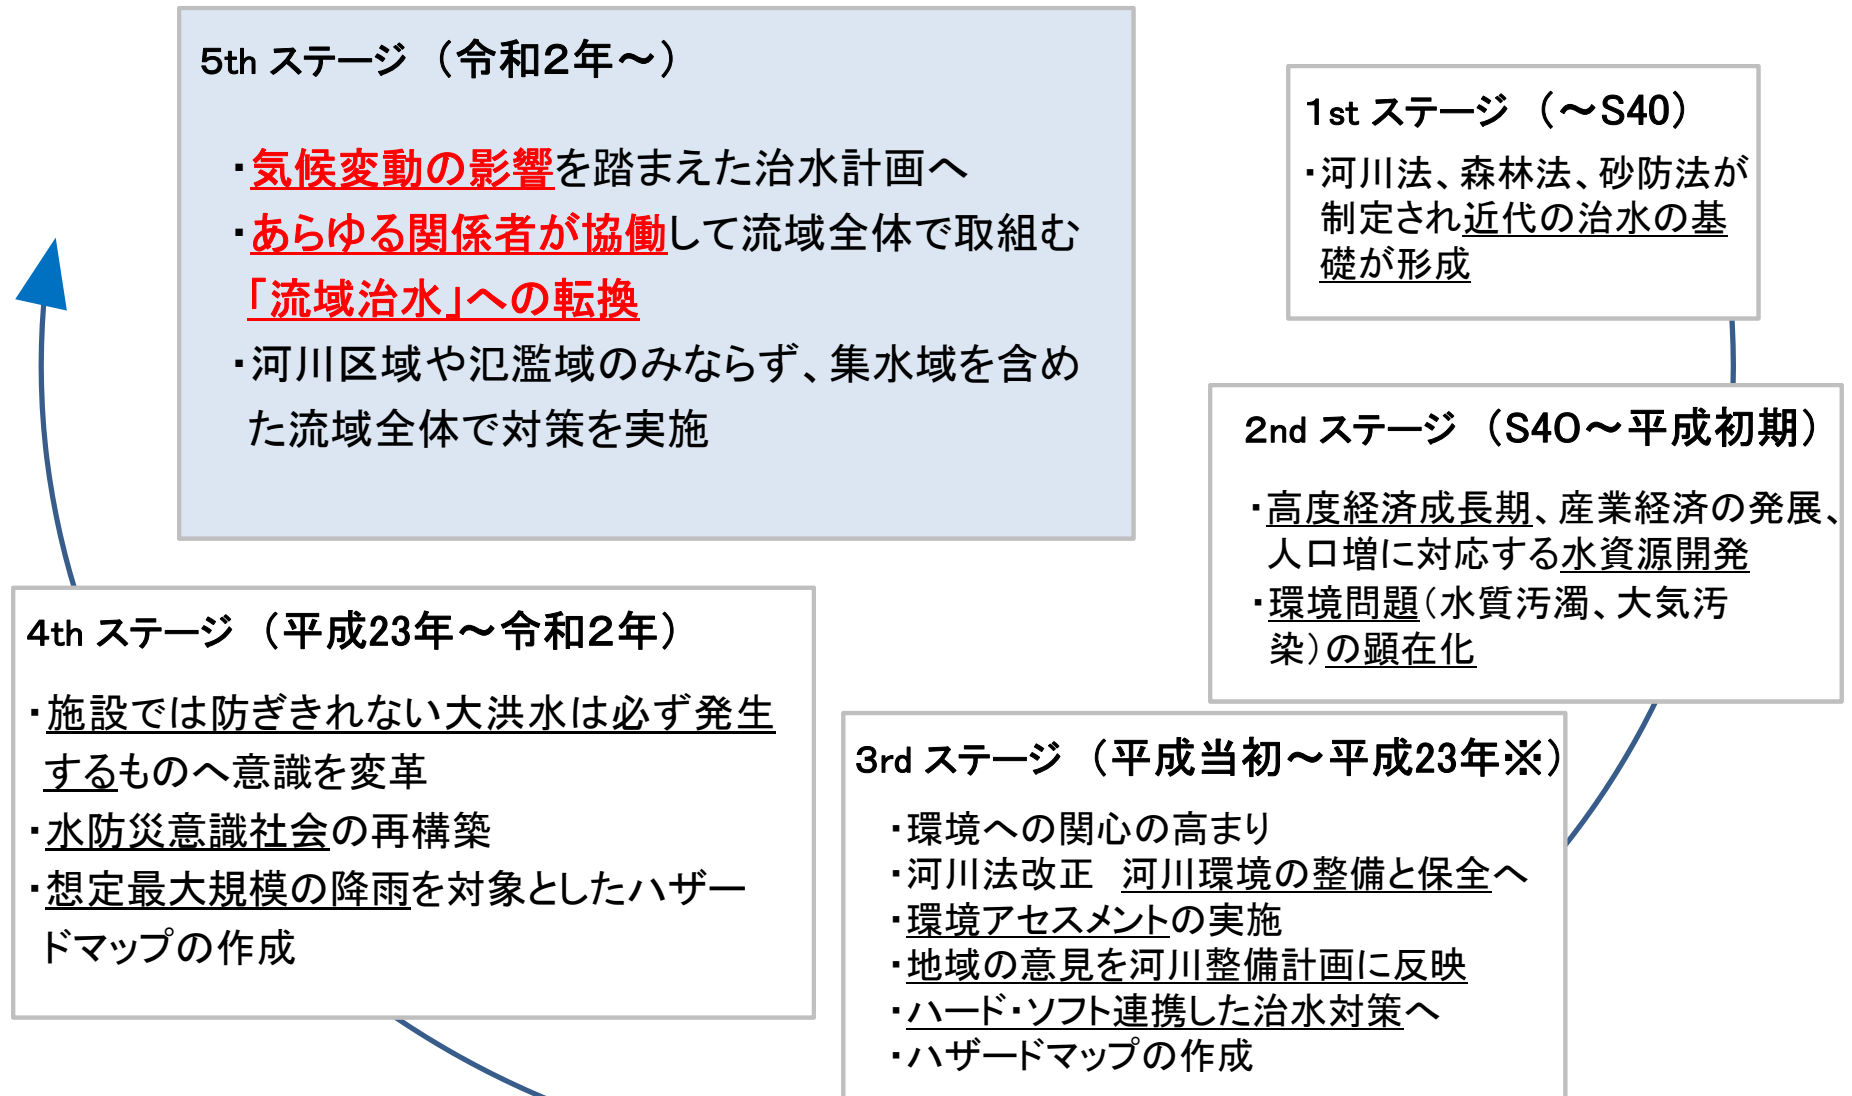 1st ステージ （～S40）
・河川法、森林法、砂防法が
制定され近代の治水の基
礎が形成
2nd ステージ （S40～平成初期）
・高度経済成長期、産業経済の発展、
人口増に対応する水資源開発
・環境問題（水質汚濁、大気汚
染）の顕在化
3rd ステージ （平成当初～平成23年※）
・環境への関心の高まり
・河川法改正　河川環境の整備と保全へ
・環境アセスメントの実施
・地域の意見を河川整備計画に反映
・ハード・ソフト連携した治水対策へ
・ハザードマップの作成
4th ステージ （平成23年～令和２年）
・施設では防ぎきれない大洪水は必ず発生
するものへ意識を変革
・水防災意識社会の再構築
・想定最大規模の降雨を対象としたハザー
ドマップの作成
5th ステージ （令和２年～）
・気候変動の影響を踏まえた治水計画へ
・あらゆる関係者が協働して流域全体で取組む
「流域治水」への転換
・河川区域や氾濫域のみならず、集水域を含め
た流域全体で対策を実施